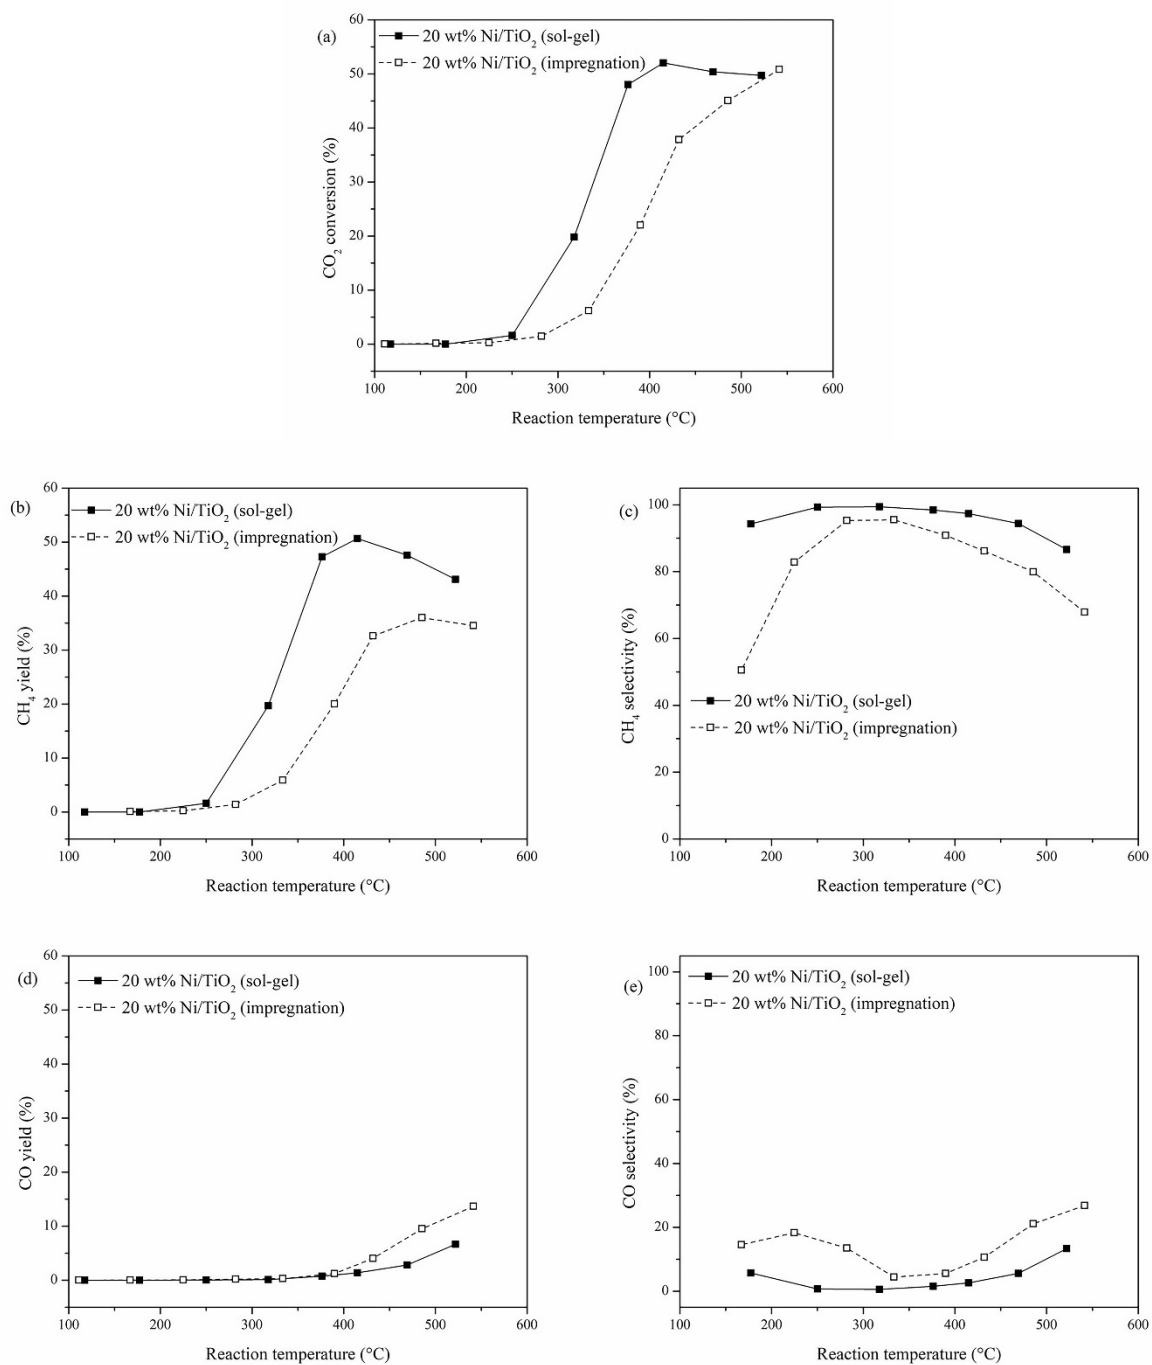 (a)
20 wt% Ni/TiO2 (sol-gel)
20 wt% Ni/TiO2 (impregnation)
60
50
40
30
20
10
0
CO2 conversion (%)
100 200 300 400 500 600
Reaction temperature (°C)
(b)
20 wt% Ni/TiO2 (sol-gel)
20 wt% Ni/TiO2 (impregnation)
60
50
40
30
20
10
0
CH4 yield (%)
100 200 300 400 500 600
Reaction temperature (°C)
(c)
100
80
60
40
20
0
CH4 selectivity (%)
20 wt% Ni/TiO2 (sol-gel)
20 wt% Ni/TiO2 (impregnation)
100 200 300 400 500 600
Reaction temperature (°C)
(d)
20 wt% Ni/TiO2 (sol-gel)
20 wt% Ni/TiO2 (impregnation)
60
50
40
30
20
10
0
CO yield (%)
100 200 300 400 500 600
Reaction temperature (°C)
(e)
20 wt% Ni/TiO2 (sol-gel)
20 wt% Ni/TiO2 (impregnation)
100
80
60
40
20
0
CO selectivity (%)
100 200 300 400 500 600
Reaction temperature (°C)